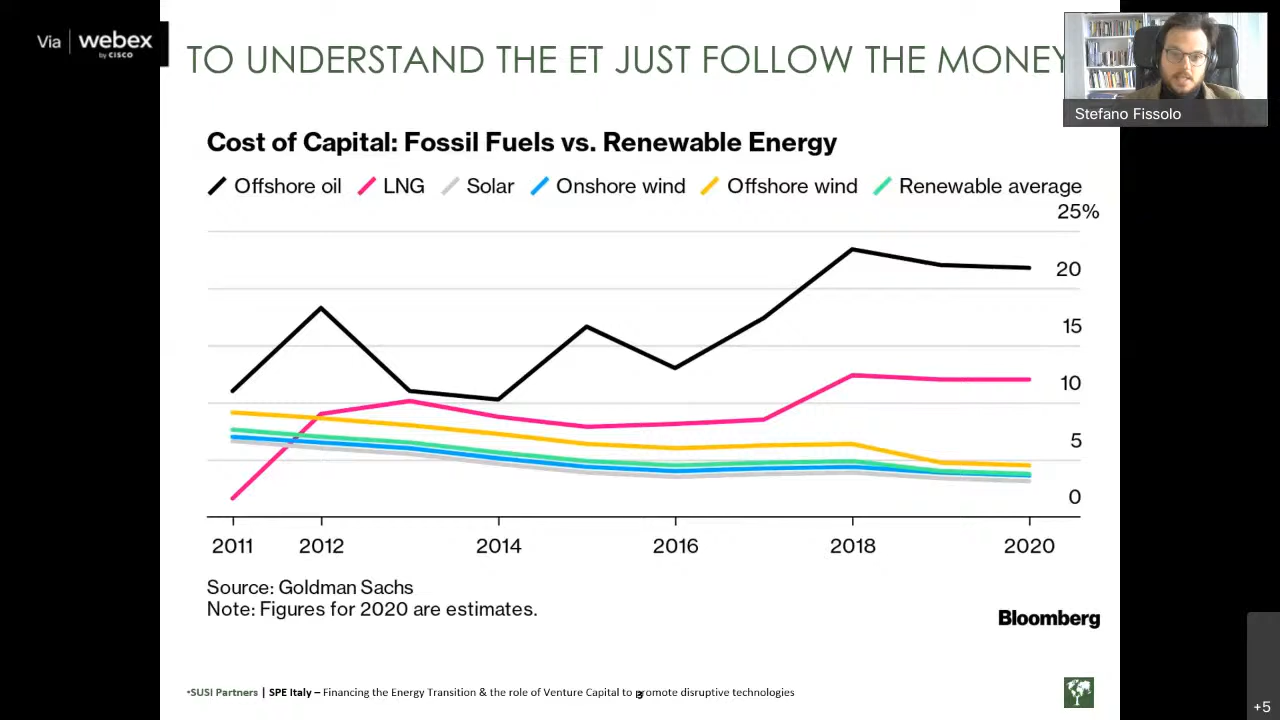 Via webex
by CISCO
TO UNDERSTAND THE ET JUST FOLLOW THE MONEY
Stefano Fissolo
Cost of Capital: Fossil Fuels vs. Renewable Energy
Offshore oil LNG Solar Onshore wind Offshore wind Renewable average
25%
20
15
10
5
0
2011 2012 2014 2016 2018 2020
Source: Goldman Sachs
Note: Figures for 2020 are estimates.
Bloomberg
•SUSI Partners | SPE Italy – Financing the Energy Transition & the role of Venture Capital to promote disruptive technologies
3
+5